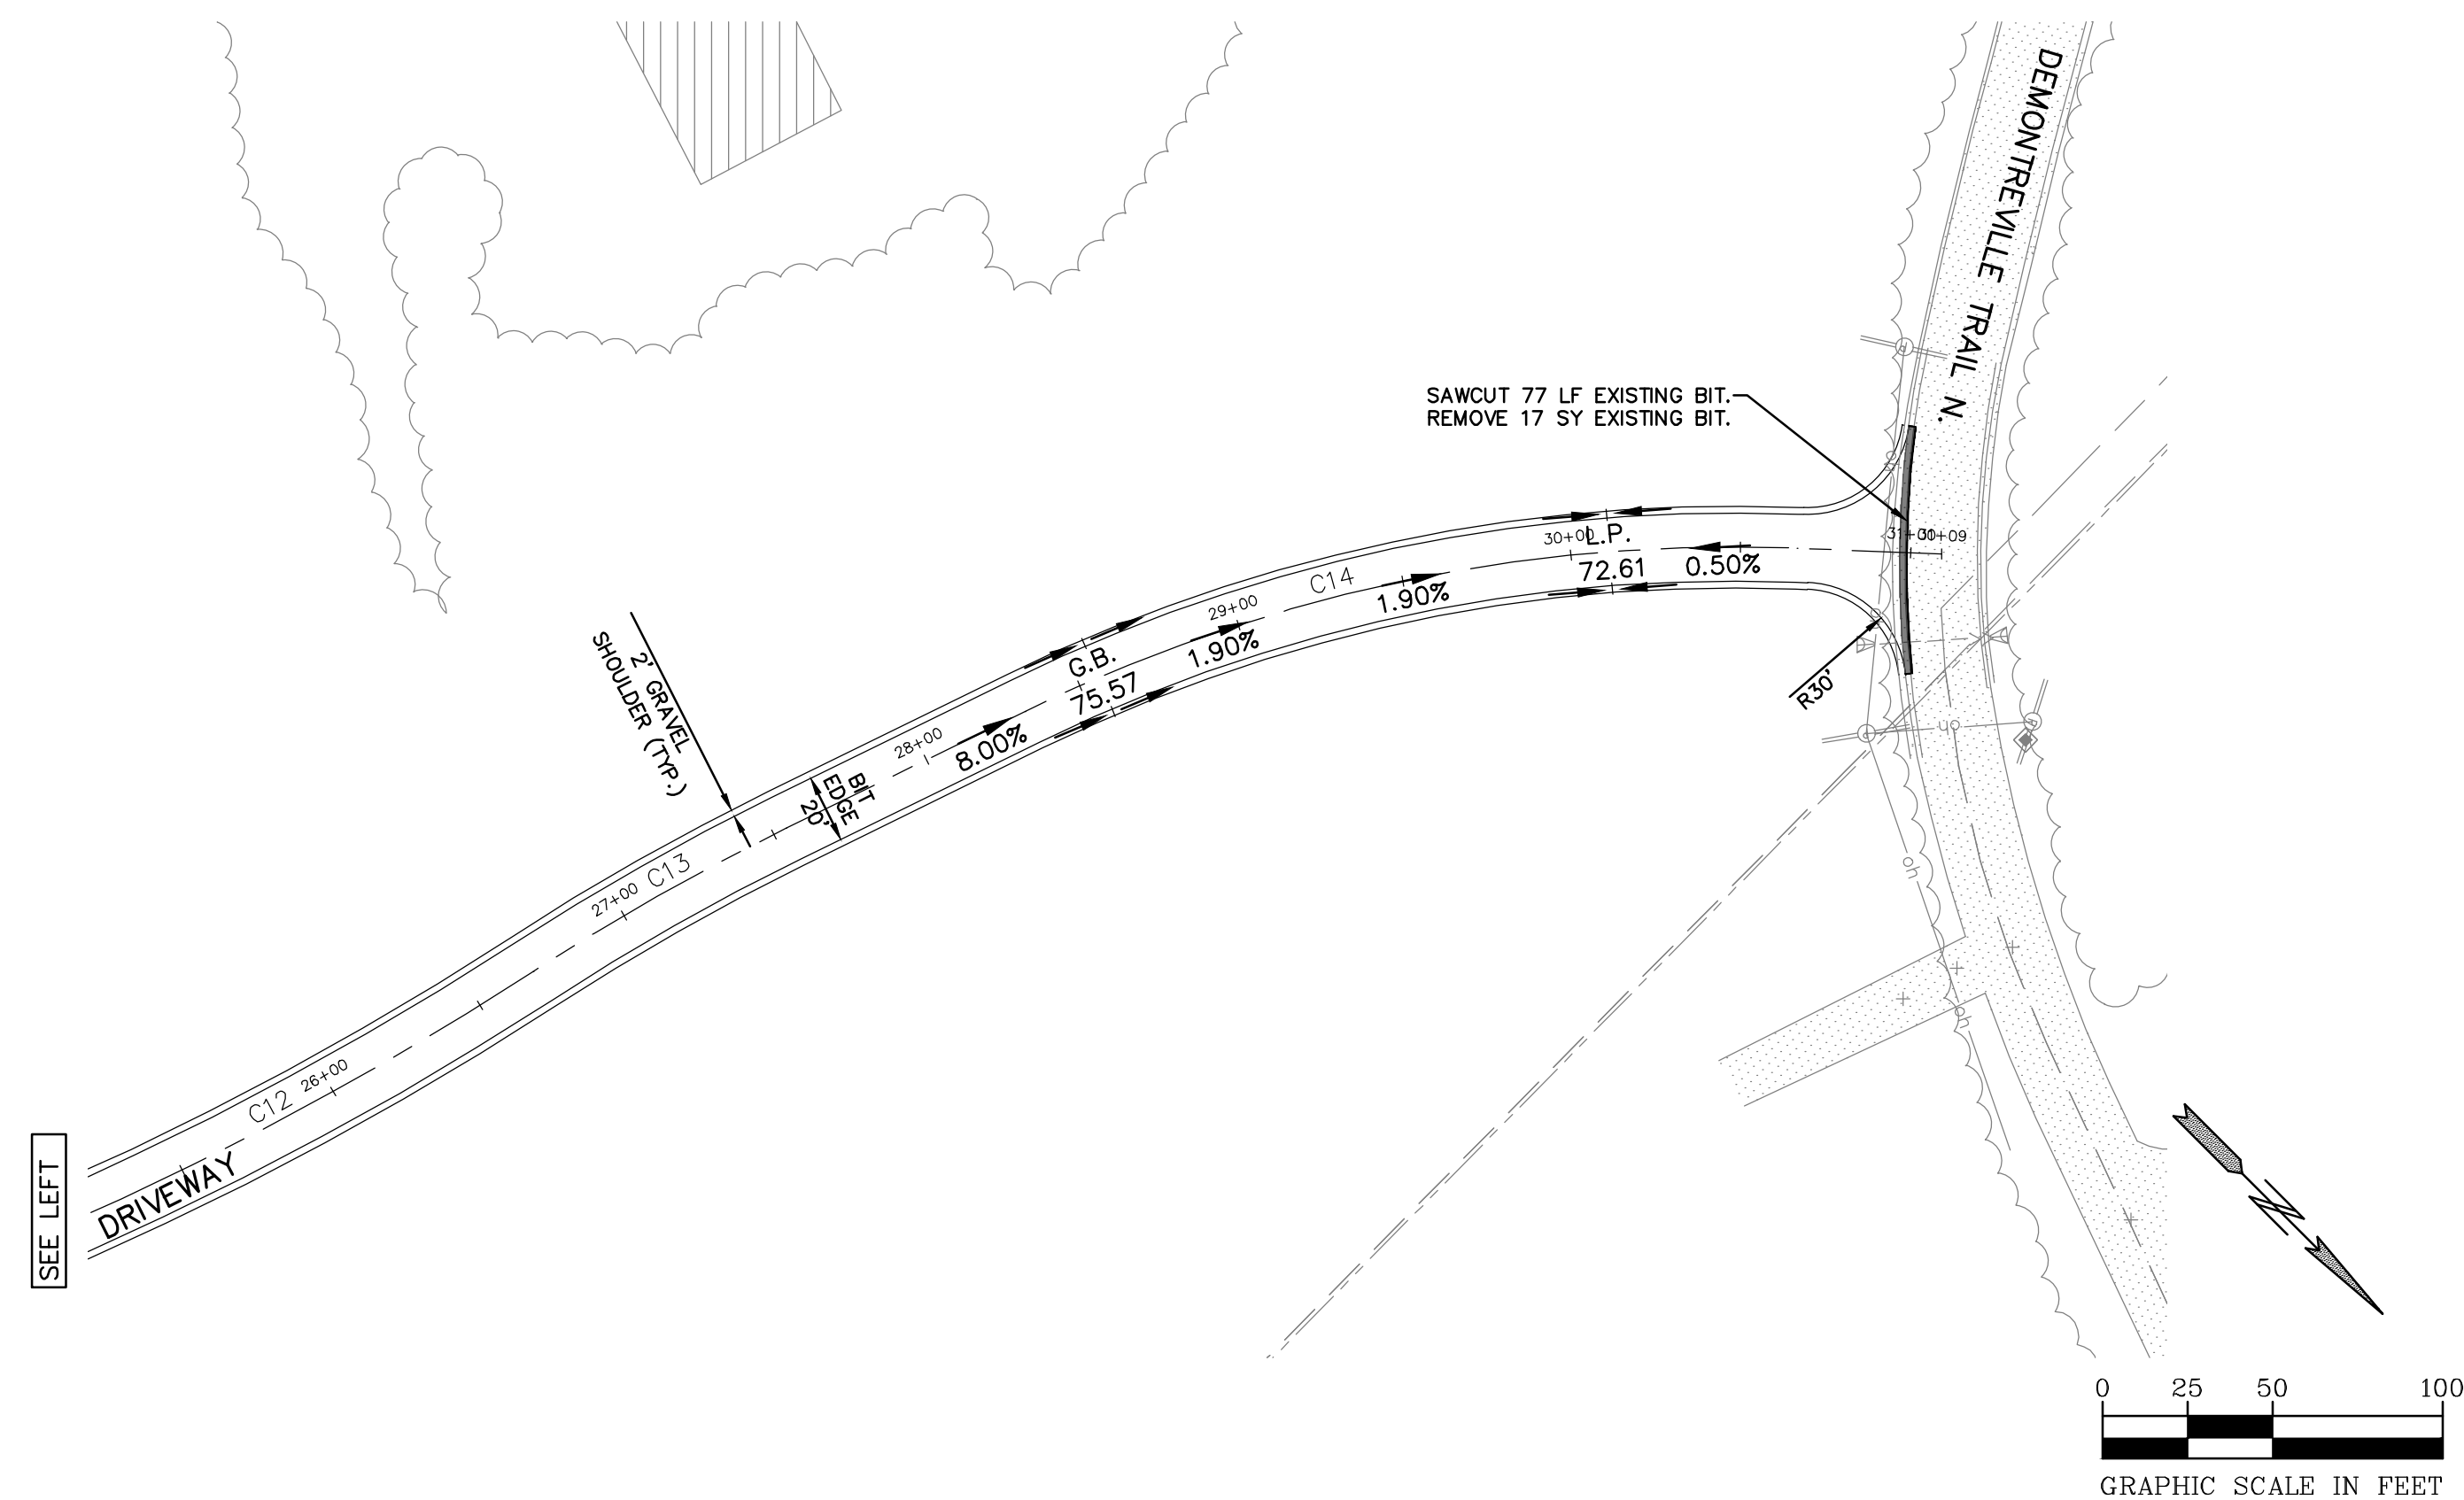 DEMONTREVILLE TRAIL N.
SAWCUT 77 LF EXISTING BIT.
REMOVE 17 SY EXISTING BIT.
30+00
L.P.
72.61
0.50%
31+00
31+09
C14
1.90%
29+00
1.90%
G.B.
75.57
R30'
2' GRAVEL
SHOULDER (TYP.)
28+00
8.00%
BIT
EDGE
20'
C13
27+00
oh
oh
oh
C12
26+00
DRIVEWAY
SEE LEFT
N
0 25 50 100
GRAPHIC SCALE IN FEET